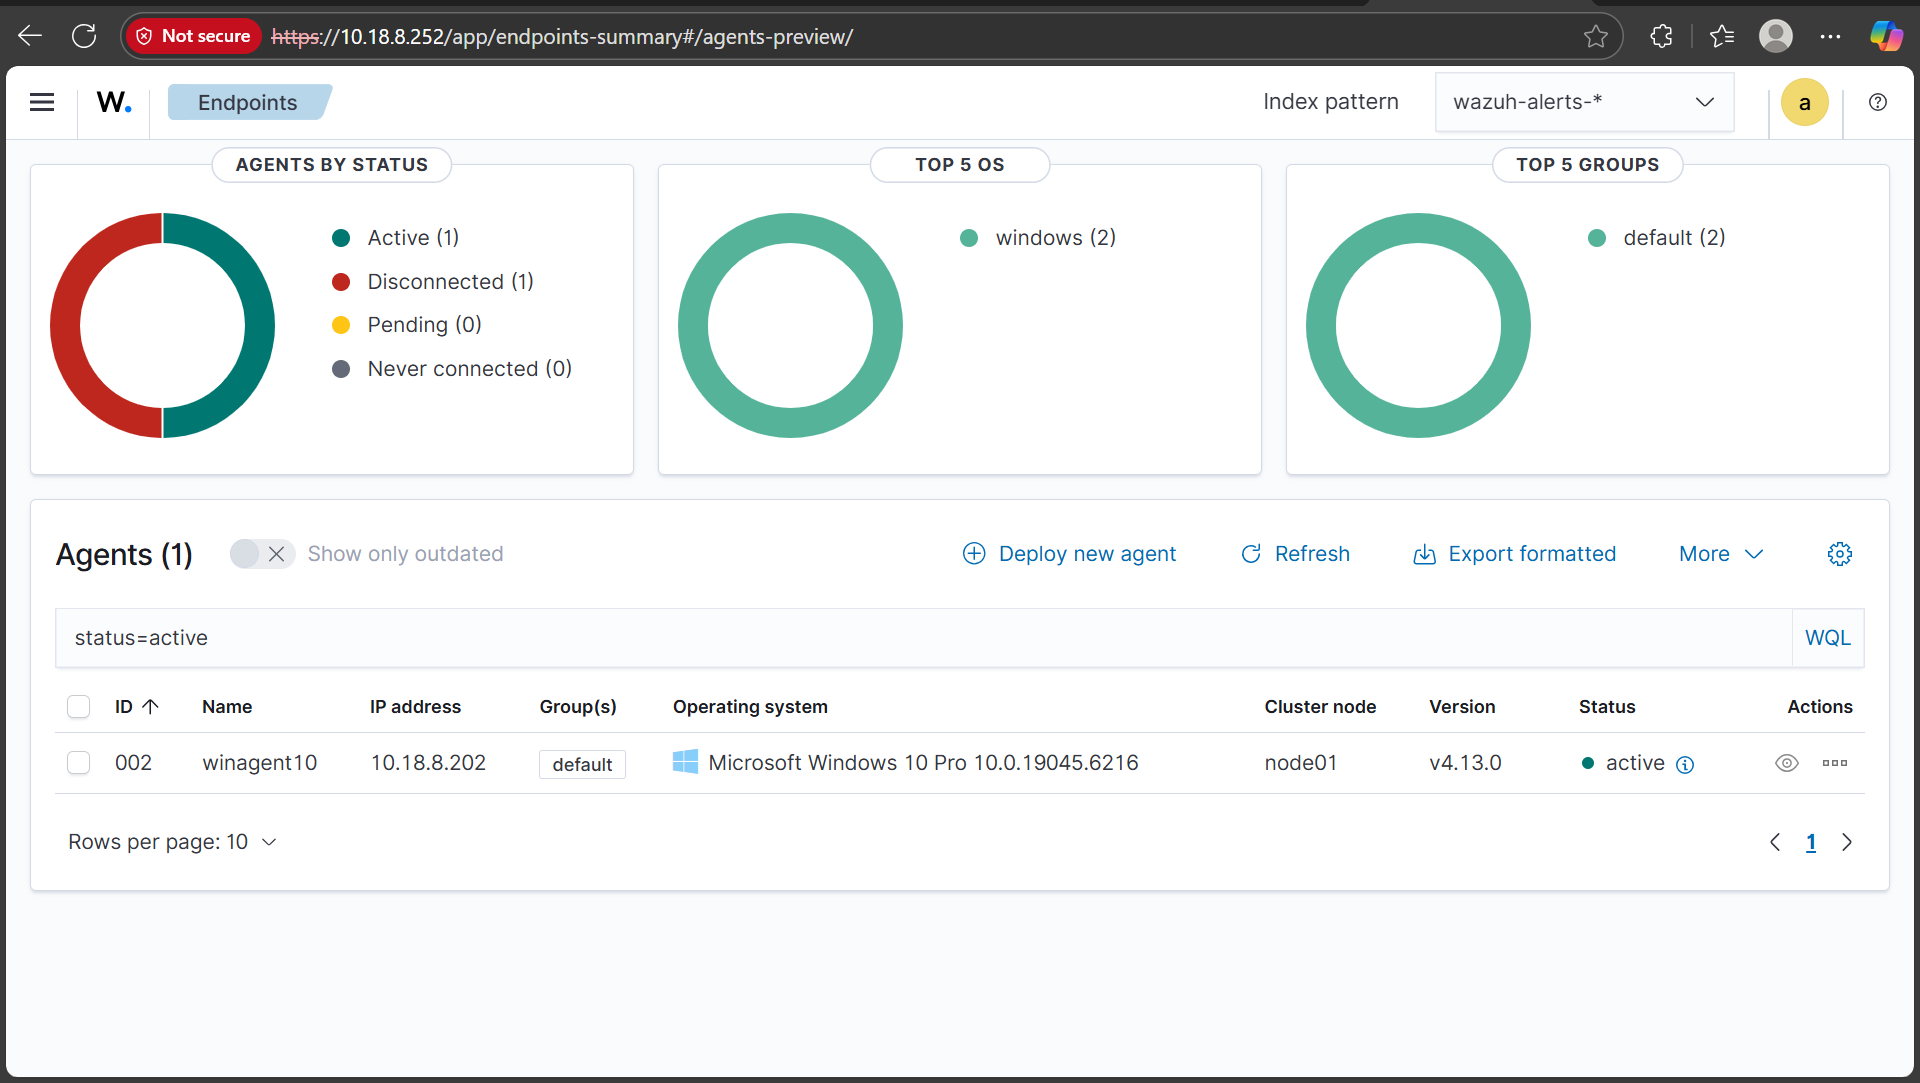 Not secure https://10.18.8.252/app/endpoints-summary#/agents-preview/
W. Endpoints Index pattern wazuh-alerts-* a
AGENTS BY STATUS
Active (1)
Disconnected (1)
Pending (0)
Never connected (0)
TOP 5 OS
windows (2)
TOP 5 GROUPS
default (2)
Agents (1) Show only outdated Deploy new agent Refresh Export formatted More
status=active WQL
ID Name IP address Group(s) Operating system Cluster node Version Status Actions
002 winagent10 10.18.8.202 default Microsoft Windows 10 Pro 10.0.19045.6216 node01 v4.13.0 active
Rows per page: 10 1